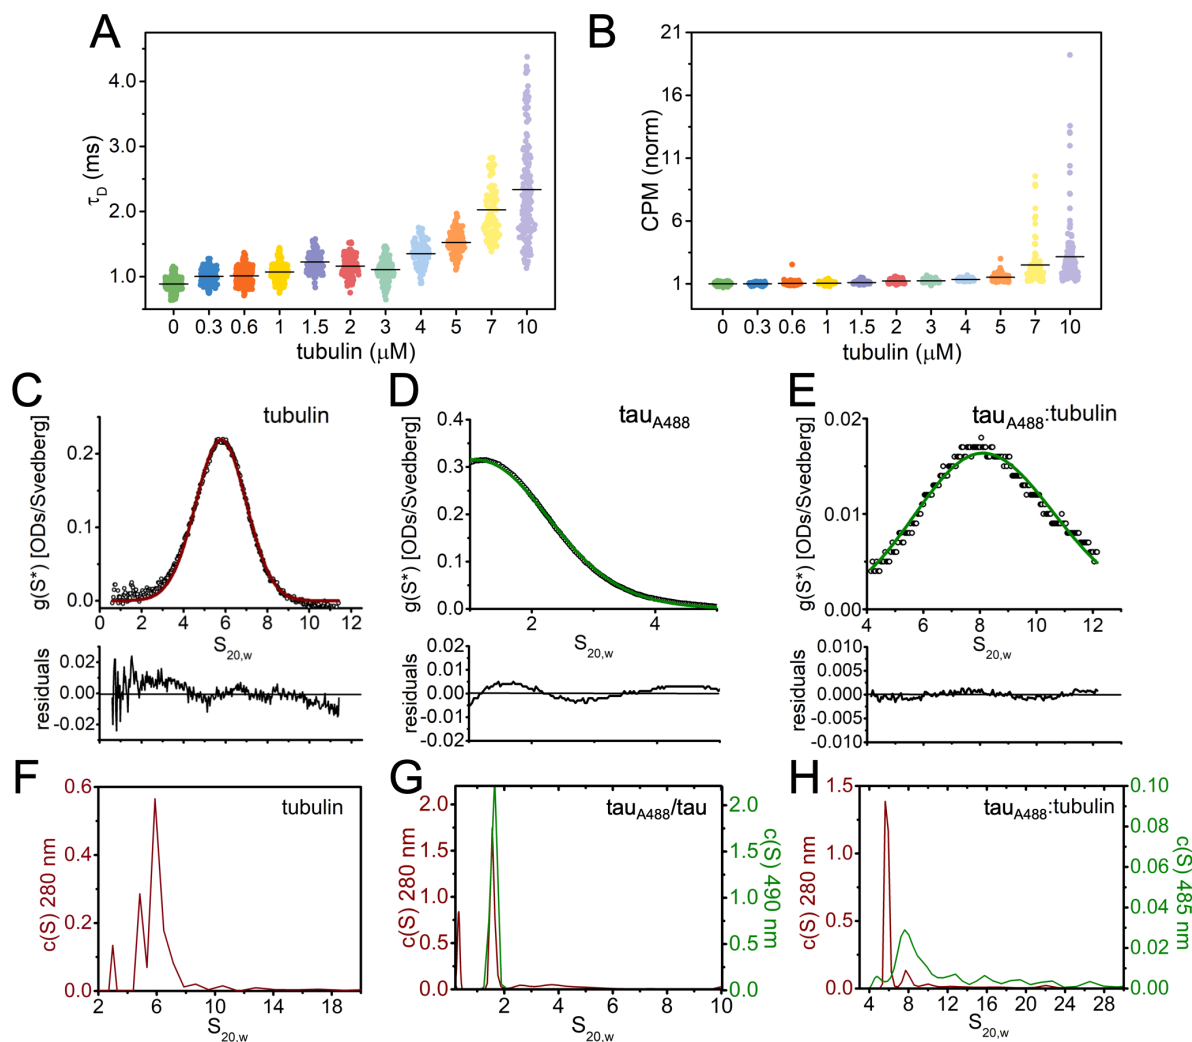 A
τD (ms)
4.0
3.0
2.0
1.0
0 0.3 0.6 1 1.5 2 3 4 5 7 10
tubulin (μM)
B
CPM (norm)
21
16
11
6
1
0 0.3 0.6 1 1.5 2 3 4 5 7 10
tubulin (μM)
C
tubulin
g(S*) [ODs/Svedberg]
0.2
0.1
0.0
0 2 4 6 8 10 12
S20,w
residuals
0.02
0.00
-0.02
D
tauA488
g(S*) [ODs/Svedberg]
0.4
0.3
0.2
0.1
0.0
2 4
S20,w
residuals
0.02
0.01
0.00
-0.01
0.02
E
tauA488:tubulin
g(S*) [ODs/Svedberg]
0.02
0.01
0.00
4 6 8 10 12
S20,w
residuals
0.010
0.005
0.000
-0.005
-0.010
F
tubulin
c(S) 280 nm
0.6
0.4
0.2
0.0
2 6 10 14 18
S20,w
G
tauA488/tau
c(S) 280 nm
2.0
1.5
1.0
0.5
0.0
2 4 6 8 10
S20,w
2.0
1.5
1.0
0.5
0.0
c(S) 490 nm
H
tauA488:tubulin
c(S) 280 nm
1.5
1.0
0.5
0.0
4 8 12 16 20 24 28
S20,w
0.10
0.08
0.06
0.04
0.02
0.00
c(S) 485 nm